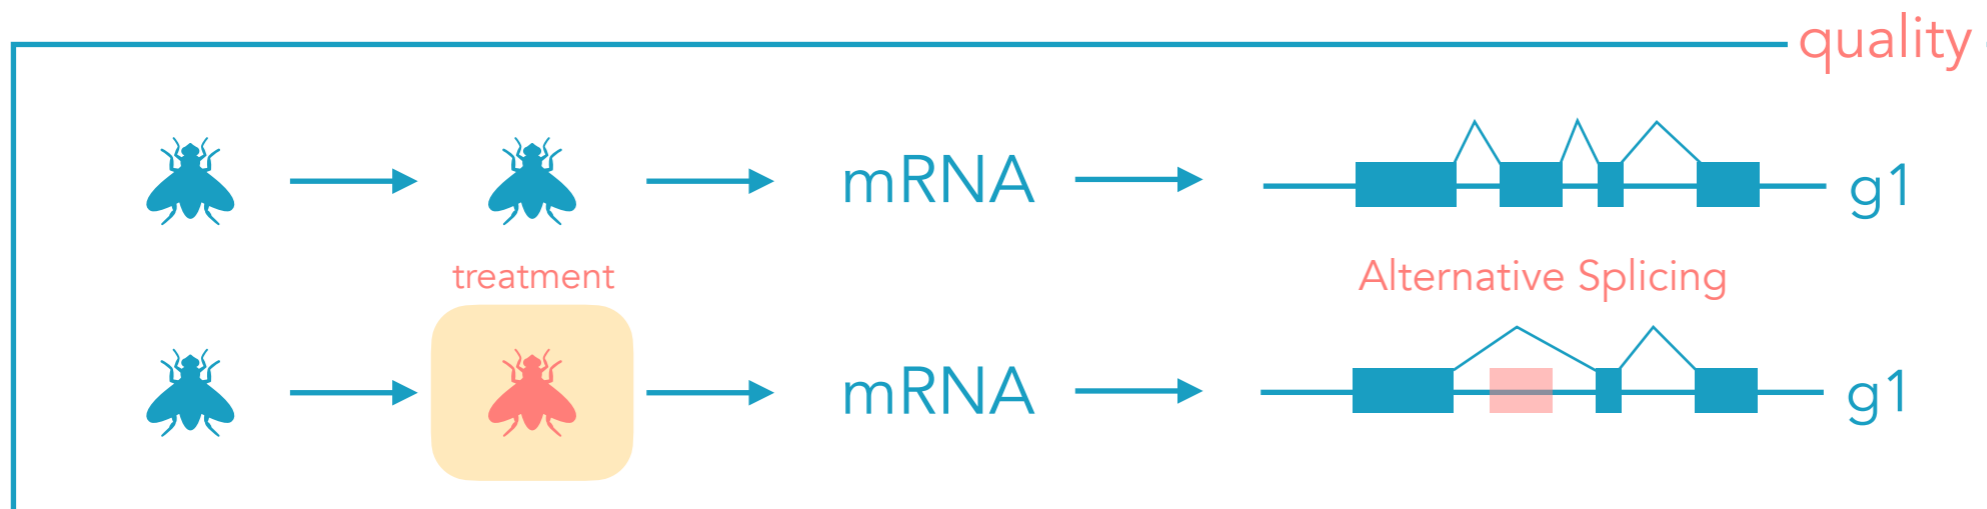 quality
mRNA
g1
treatment
Alternative Splicing
mRNA
g1